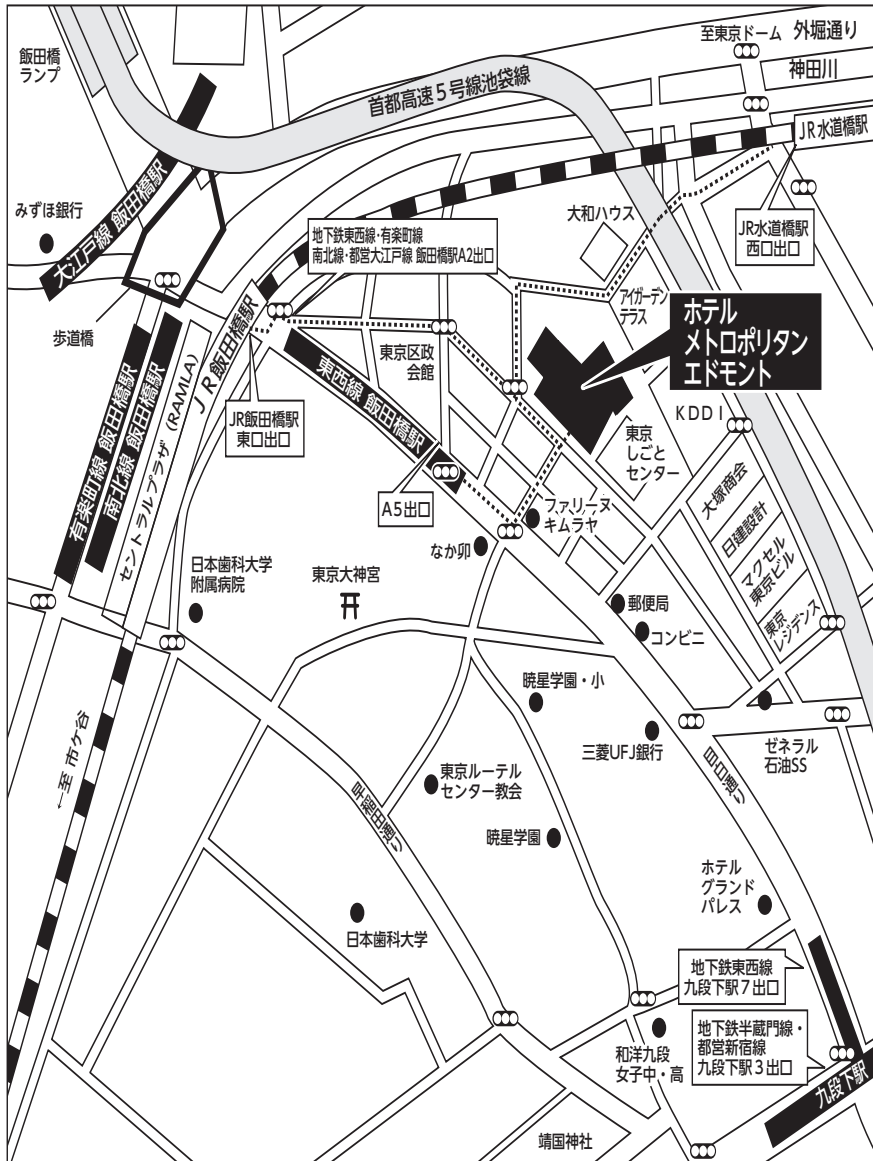 至東京ドーム
外堀通り
飯田橋
ランプ
神田川
首都高速5号線池袋線
JR水道橋駅
みずほ銀行
大江戸線 飯田橋駅
大和ハウス
JR水道橋駅
西口出口
地下鉄東西線・有楽町線
南北線・都営大江戸線 飯田橋駅A2出口
アイガーデン
テラス
ホテル
メトロポリタン
エドモント
歩道橋
JR飯田橋駅
東京区政
会館
有楽町線 飯田橋駅
南北線 飯田橋駅
セントラルプラザ (RAMLA)
JR飯田橋駅
東口出口
東西線 飯田橋駅
KDDI
東京
しごと
センター
A5出口
大塚商会
日建設計
マクセル
東京ビル
東京
レジデンス
ファリーヌ
キムラヤ
なか卯
日本歯科大学
附属病院
東京大神宮
郵便局
コンビニ
暁星学園・小
三菱UFJ銀行
ゼネラル
石油SS
←至 市ケ谷
東京ルーテル
センター教会
早稲田通り
目白通り
暁星学園
ホテル
グランド
パレス
日本歯科大学
地下鉄東西線
九段下駅7出口
地下鉄半蔵門線・
都営新宿線
九段下駅3出口
和洋九段
女子中・高
九段下駅
靖国神社